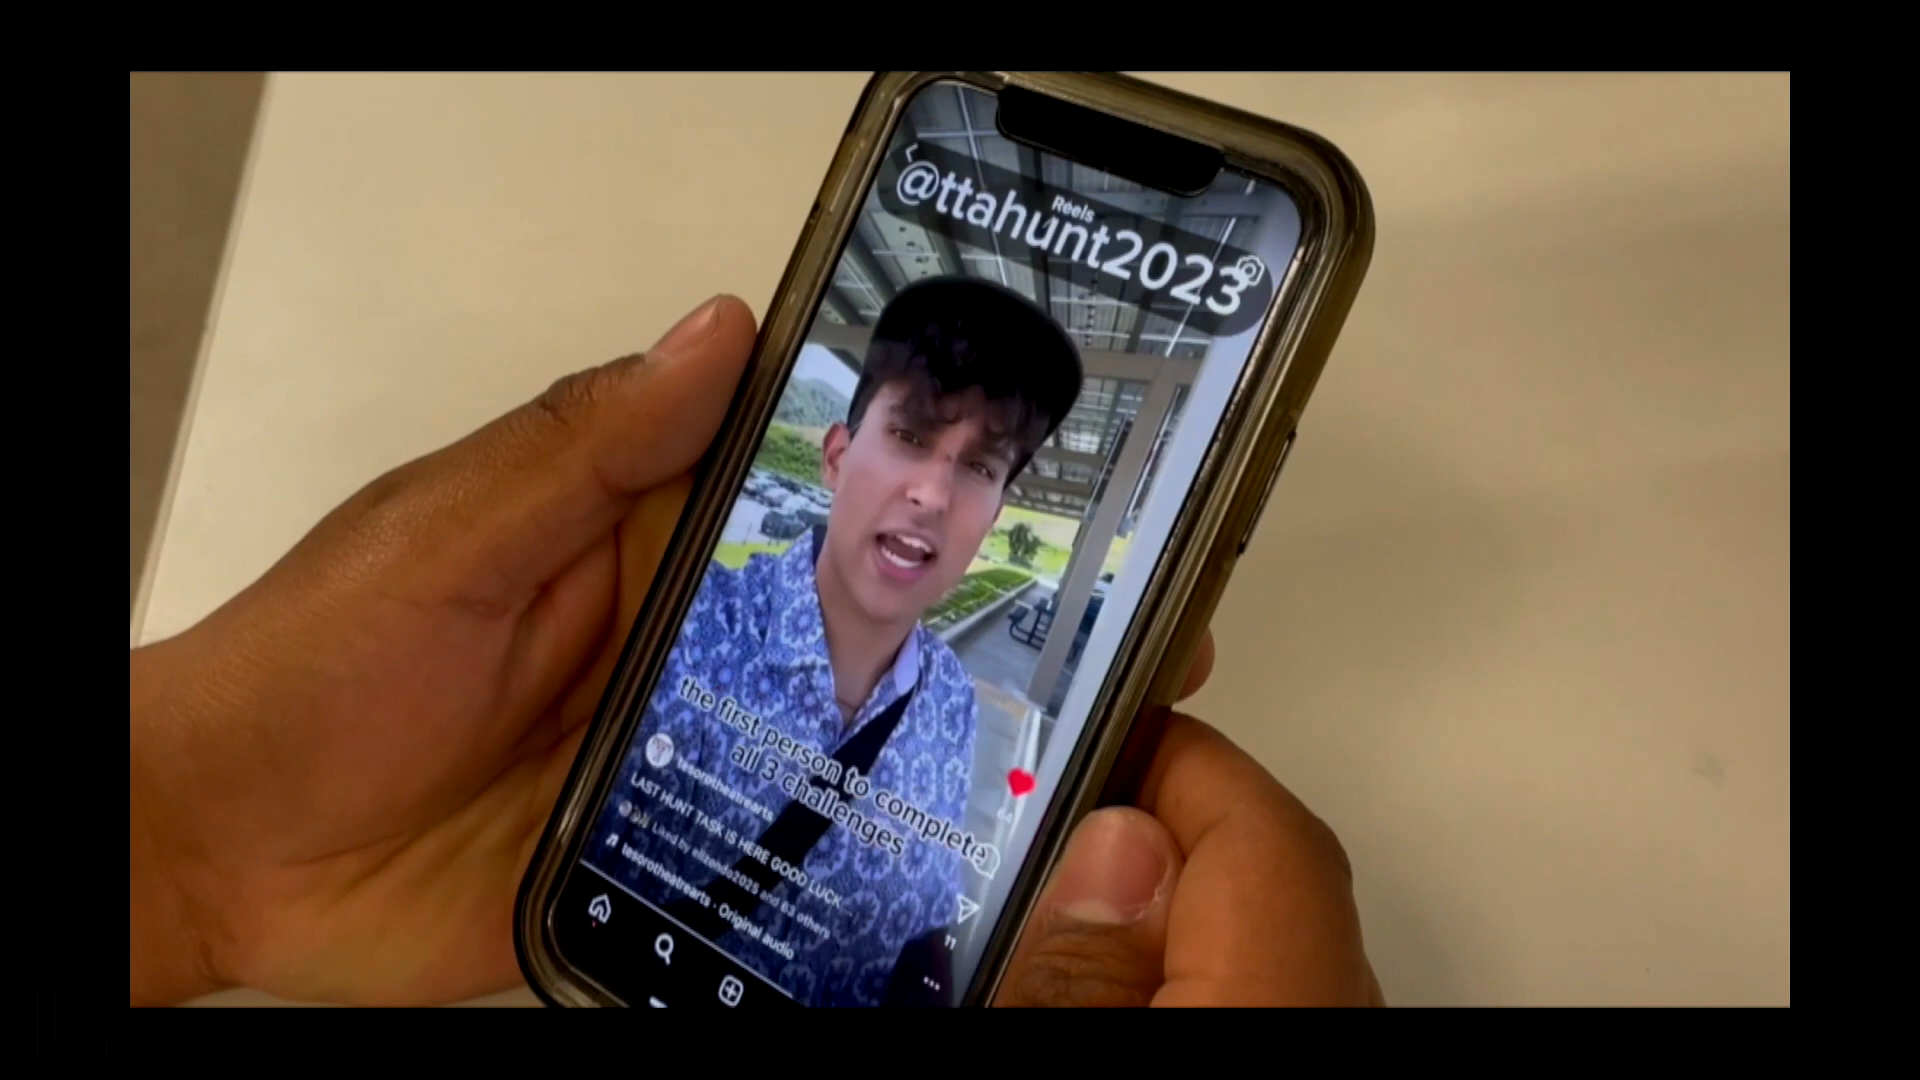 Reels
@ttahunt2023
the first person to complete
all 3 challenges
tesorotheatrearts
LAST HUNT TASK IS HERE GOOD LUCK...
Liked by elizondo2025 and 63 others
tesorotheatrearts · Original audio
11